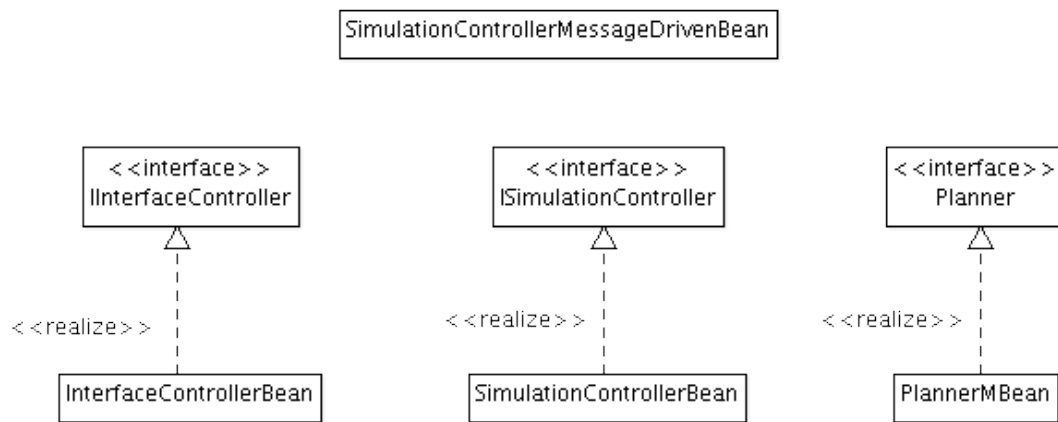 SimulationControllerMessageDrivenBean
<<interface>>
IInterfaceController
<<interface>>
ISimulationController
<<interface>>
Planner
<<realize>>
<<realize>>
<<realize>>
InterfaceControllerBean
SimulationControllerBean
PlannerMBean